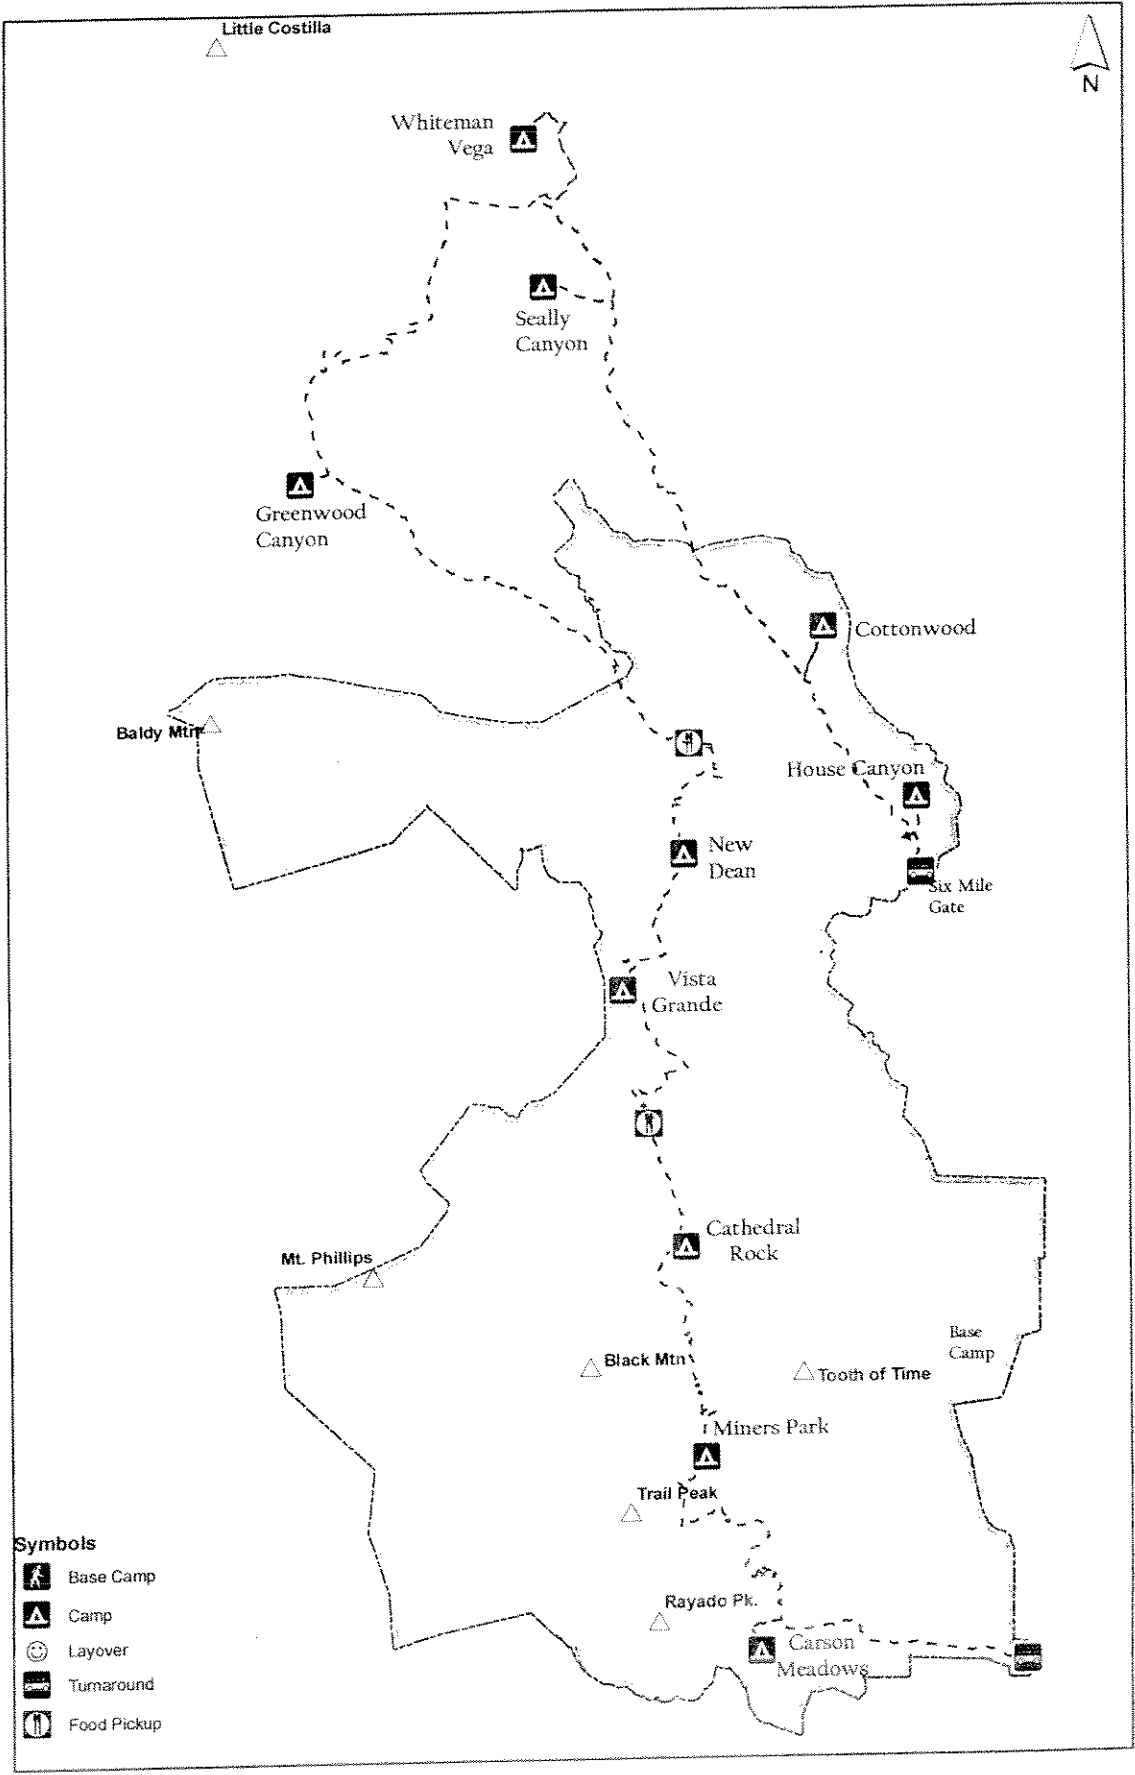 Little Costilla
N
Whiteman
Vega
Seally
Canyon
Greenwood
Canyon
Cottonwood
Baldy Mtn
House Canyon
New
Dean
Six Mile
Gate
Vista
Grande
Cathedral
Rock
Mt. Phillips
Base
Camp
Black Mtn
Tooth of Time
Miners Park
Trail Peak
Symbols
Base Camp
Camp
Rayado Pk.
Layover
Carson
Meadows
Turnaround
Food Pickup